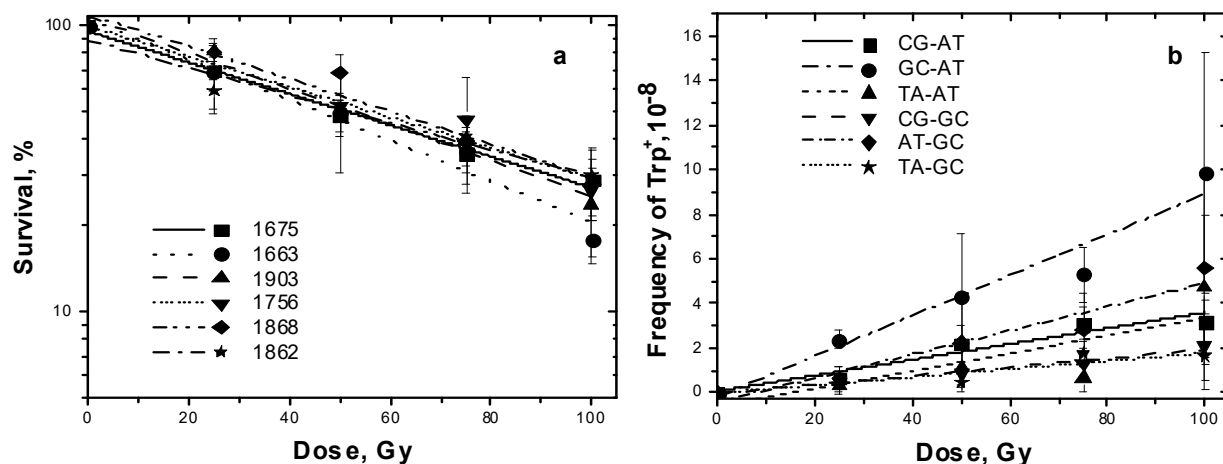 a
100
10
Survival, %
1675
1663
1903
1756
1868
1862
0 20 40 60 80 100
Dose, Gy
b
16
14
12
10
8
6
4
2
0
Frequency of Trp⁺,10⁻⁸
CG-AT
GC-AT
TA-AT
CG-GC
AT-GC
TA-GC
0 20 40 60 80 100
Dose, Gy